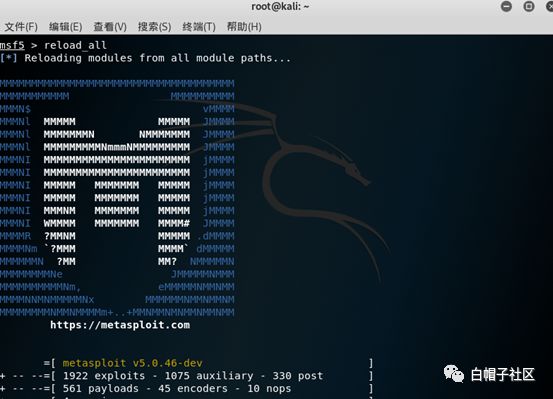 root@kali: ~
文件(F) 编辑(E) 查看(V) 搜索(S) 终端(T) 帮助(H)
msf5 > reload_all
[*] Reloading modules from all module paths...
MMMMMMMMMMMMMMMMMMMMMMMMMMMMMMMMMMMMM
MMMMMMMMMMM                MMMMMMMMMM
MMMN$                           vMMMM
MMMNl  MMMMM             MMMMM  JMMMM
MMMNl  MMMMMMMN       NMMMMMMM  JMMMM
MMMNl  MMMMMMMMMNmmmNMMMMMMMMM  JMMMM
MMMNI  MMMMMMMMMMMMMMMMMMMMMMM  jMMMM
MMMNI  MMMMMMMMMMMMMMMMMMMMMMM  jMMMM
MMMNI  MMMMM   MMMMMMM   MMMMM  jMMMM
MMMNI  MMMMM   MMMMMMM   MMMMM  jMMMM
MMMNI  MMMNM   MMMMMMM   MMMMM  jMMMM
MMMNI  WMMMM   MMMMMMM   MMMM#  JMMMM
MMMMR  ?MMNM             MMMMM .dMMMM
MMMMNm `?MMM             MMMM` dMMMMM
MMMMMMN  ?MM             MM?  NMMMMMN
MMMMMMMMNe                 JMMMMMNMMM
MMMMMMMMMMNm,            eMMMMMNMMNMM
MMMMNNMNMMMMMNx        MMMMMMNMMNMMNM
MMMMMMMMNMMNMMMMm+..+MMNMMNMNMMNMMNMM
https://metasploit.com
=[ metasploit v5.0.46-dev ]
+ -- --=[ 1922 exploits - 1075 auxiliary - 330 post ]
+ -- --=[ 561 payloads - 45 encoders - 10 nops ]
白帽子社区